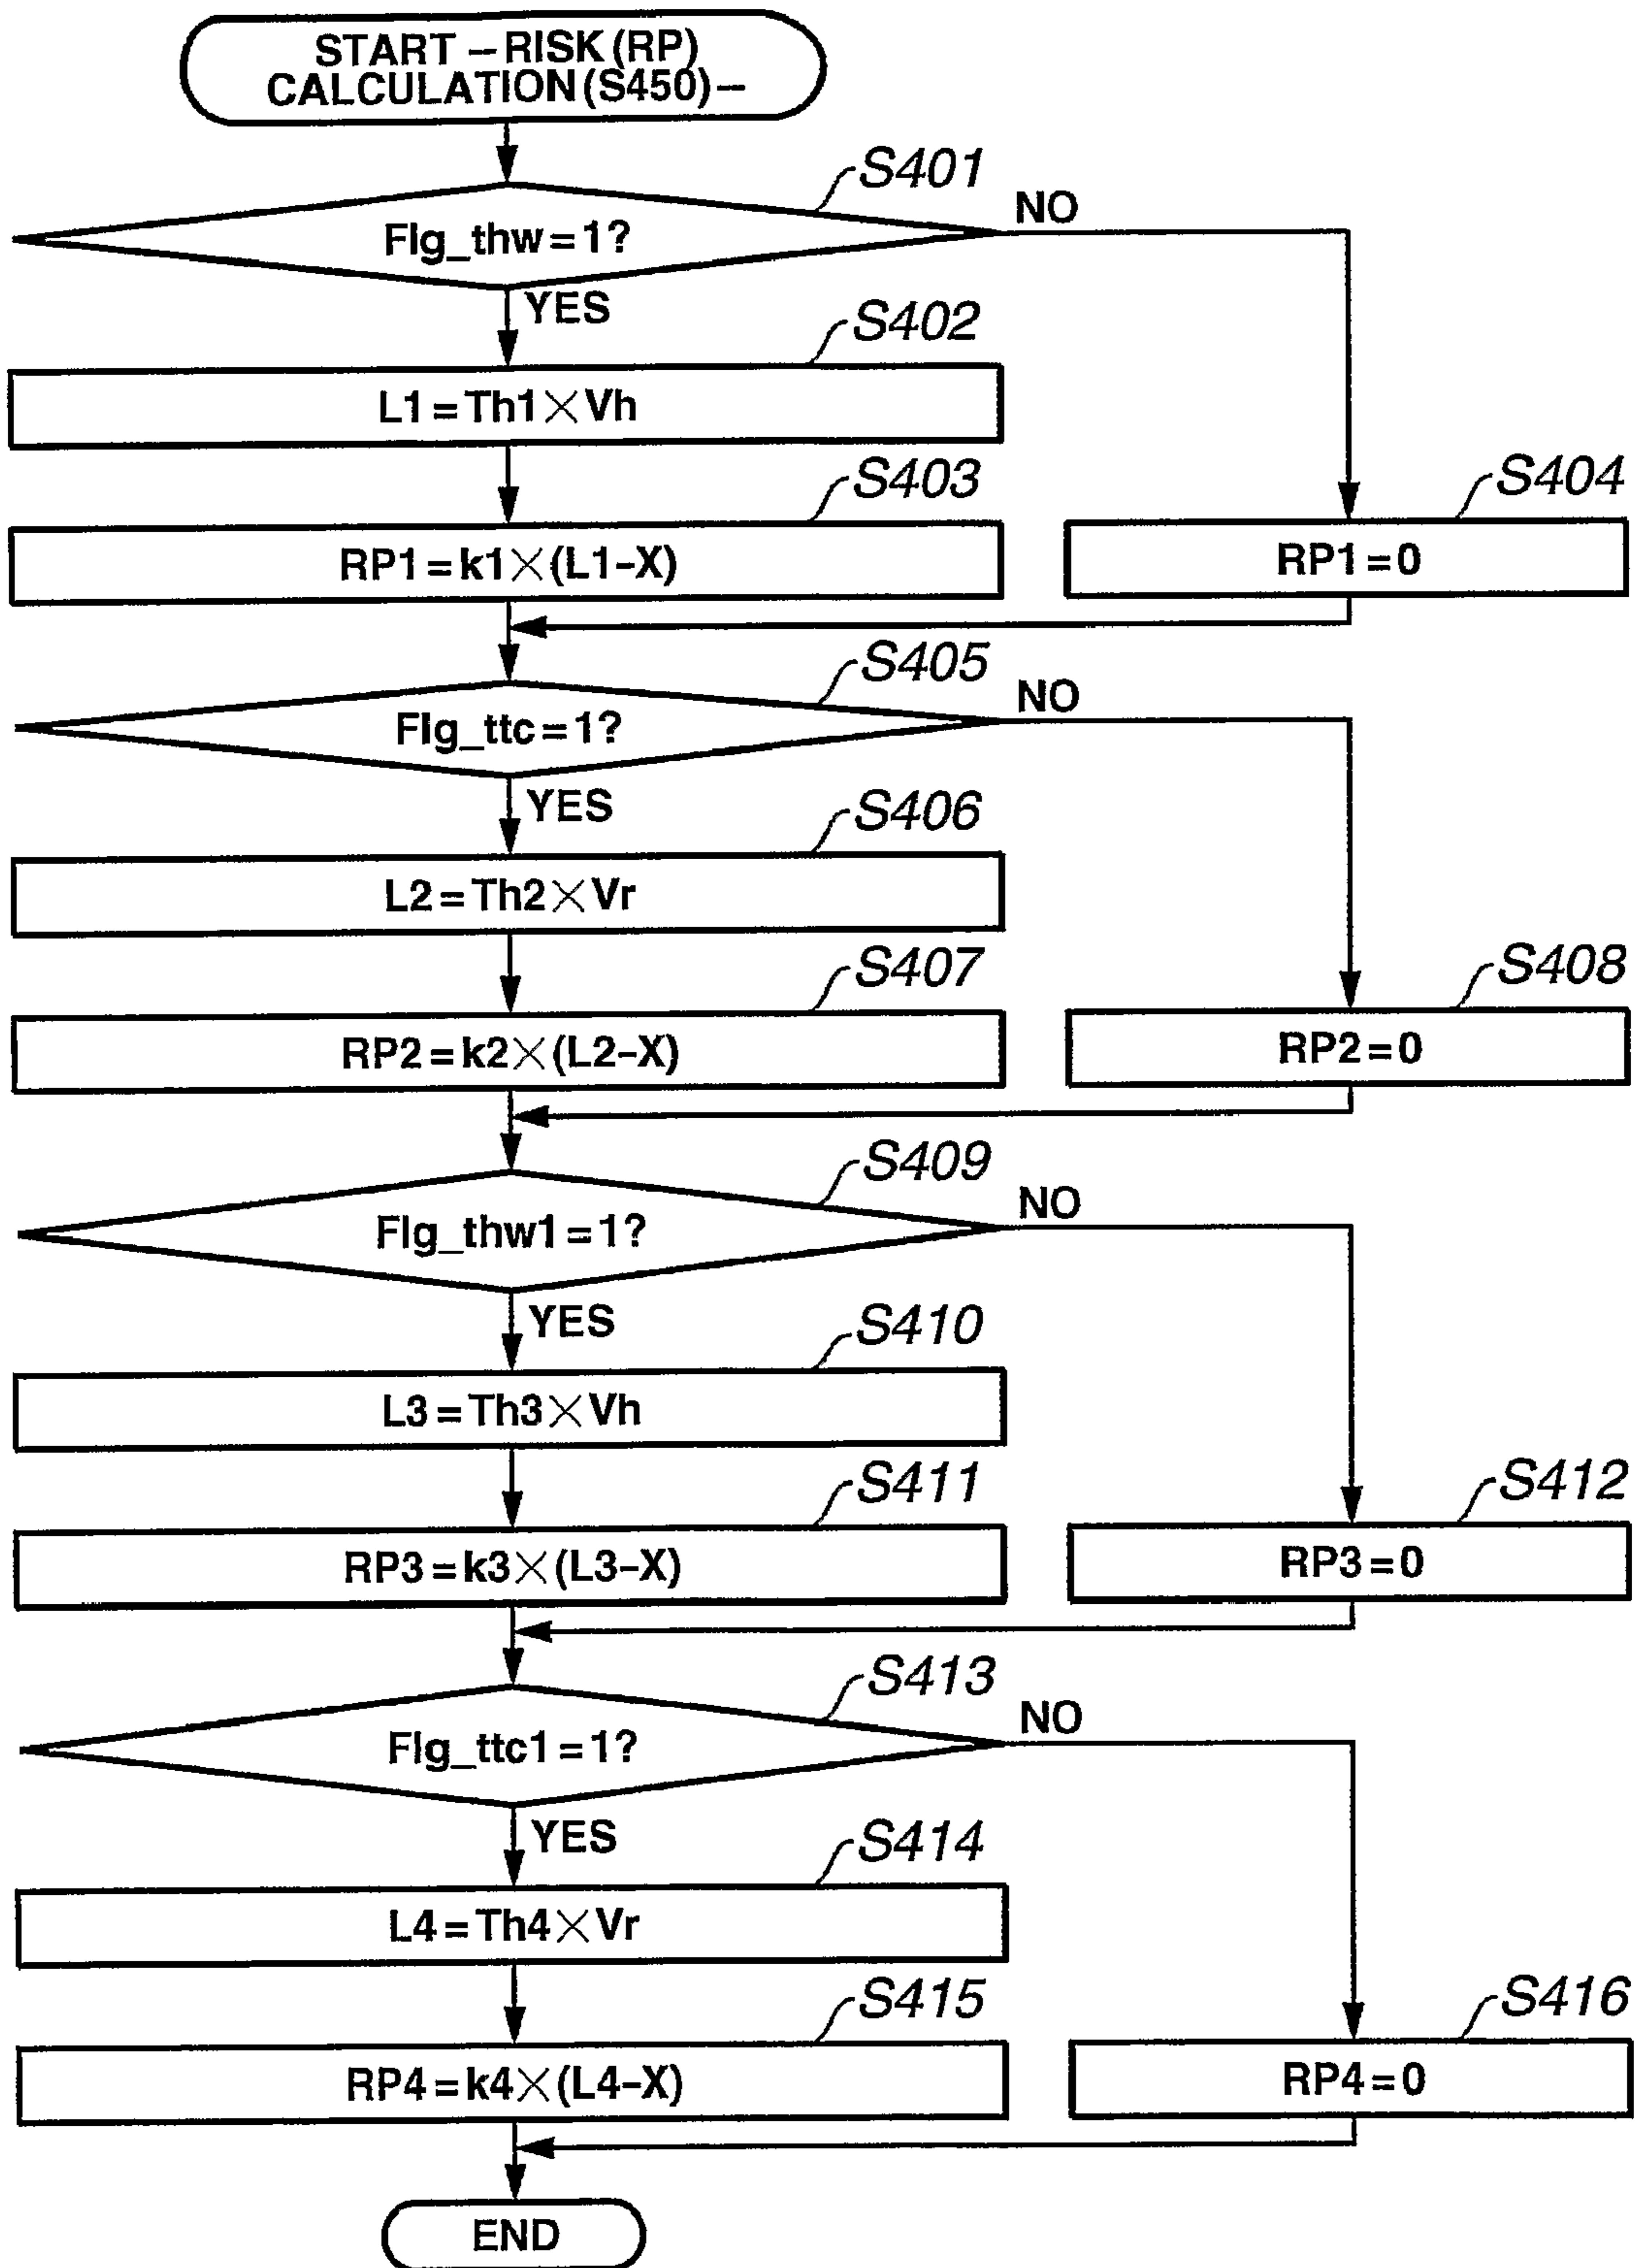 START – RISK (RP)
CALCULATION (S450) –
S401
Flg_thw = 1?
NO
YES
S402
L1 = Th1 × Vh
S403
RP1 = k1 × (L1–X)
S404
RP1 = 0
S405
Flg_ttc = 1?
NO
YES
S406
L2 = Th2 × Vr
S407
RP2 = k2 × (L2–X)
S408
RP2 = 0
S409
Flg_thw1 = 1?
NO
YES
S410
L3 = Th3 × Vh
S411
RP3 = k3 × (L3–X)
S412
RP3 = 0
S413
Flg_ttc1 = 1?
NO
YES
S414
L4 = Th4 × Vr
S415
RP4 = k4 × (L4–X)
S416
RP4 = 0
END